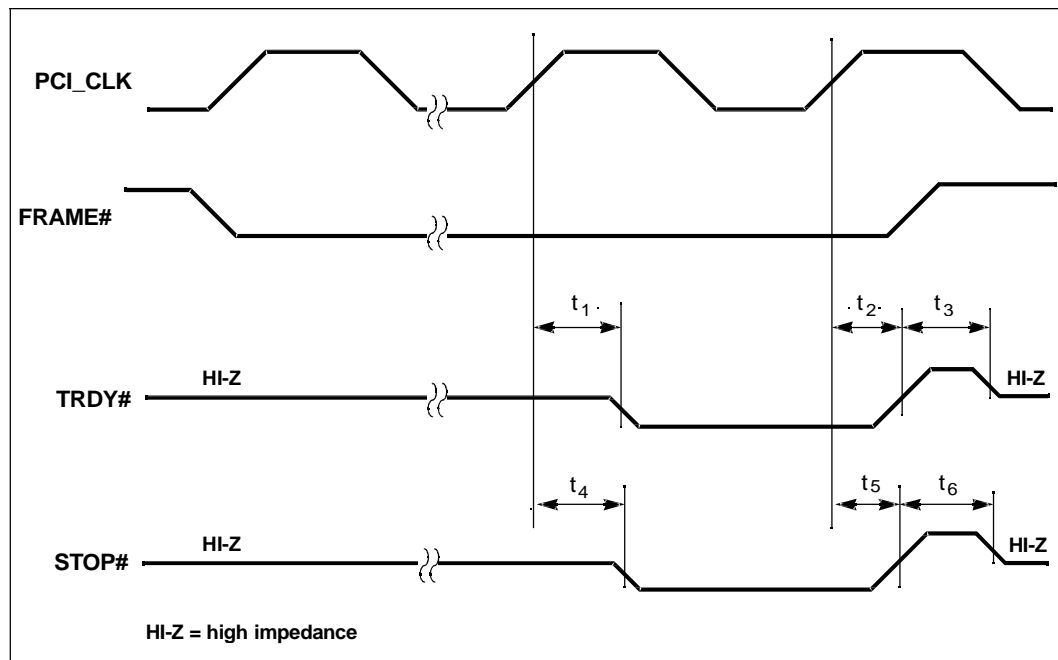 PCI_CLK
FRAME#
t1
t2
t3
HI-Z
HI-Z
TRDY#
t4
t5
t6
HI-Z
HI-Z
STOP#
HI-Z = high impedance